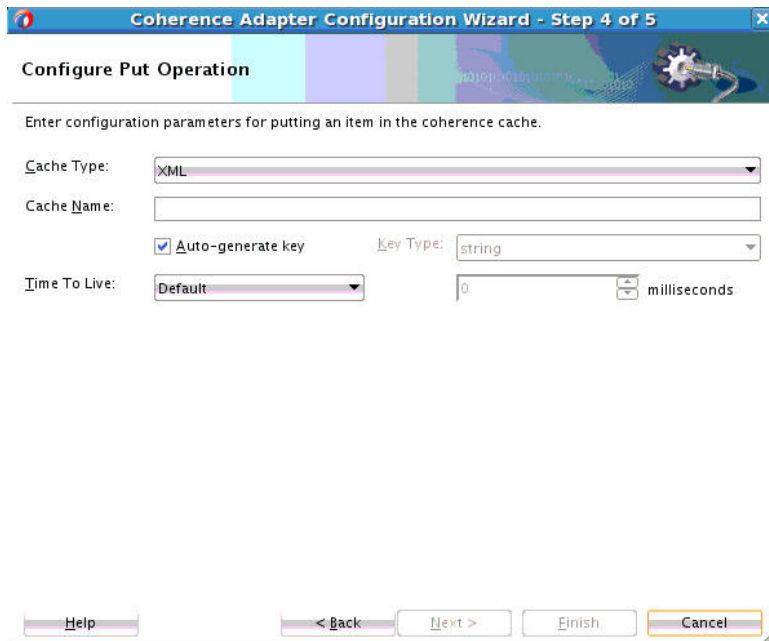 Coherence Adapter Configuration Wizard - Step 4 of 5
Configure Put Operation
Enter configuration parameters for putting an item in the coherence cache.
Cache Type: XML
Cache Name:
Auto-generate key Key Type: string
Time To Live: Default 0 milliseconds
Help < Back Next > Finish Cancel